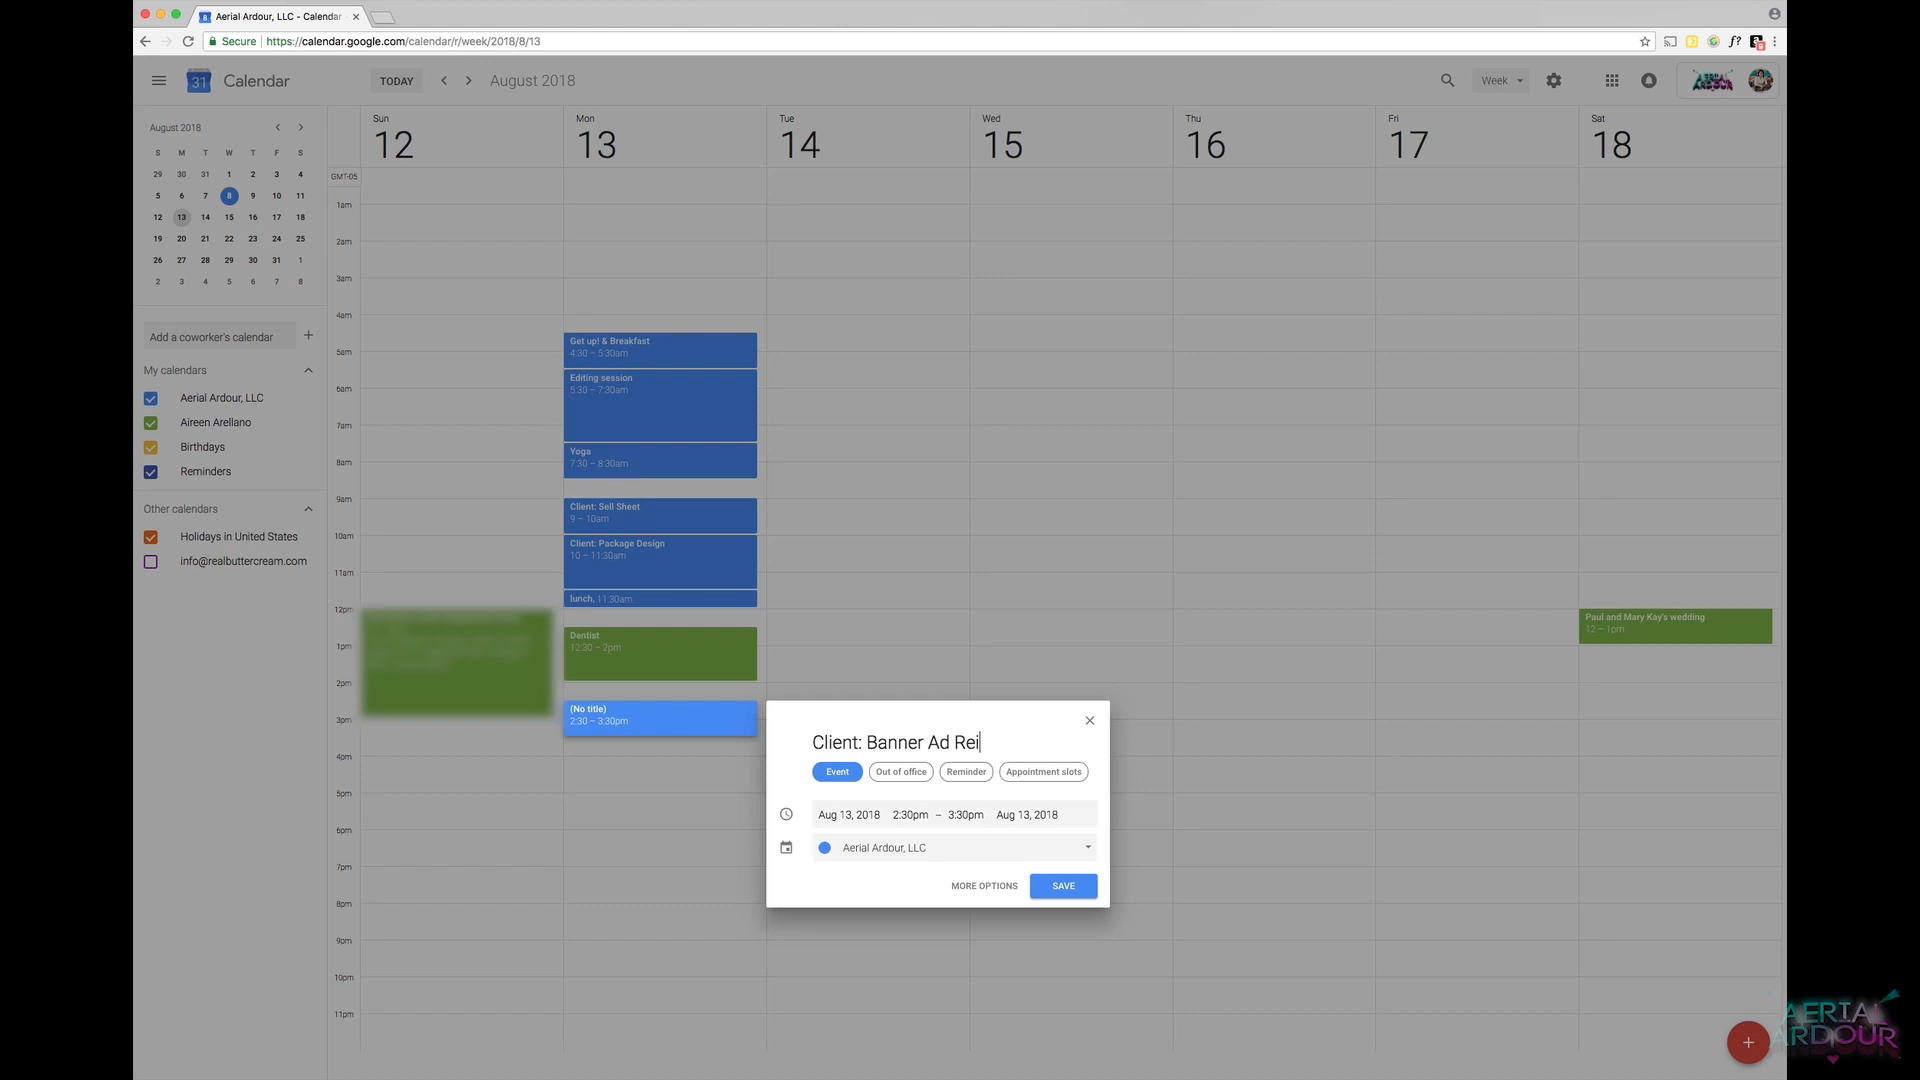 Aerial Ardour, LLC - Calendar
Secure https://calendar.google.com/calendar/r/week/2018/8/13
f?
31 Calendar
TODAY
August 2018
Week
AERIAL ARDOUR
August 2018
S M T W T F S
29 30 31 1 2 3 4
5 6 7 8 9 10 11
12 13 14 15 16 17 18
19 20 21 22 23 24 25
26 27 28 29 30 31 1
2 3 4 5 6 7 8
Add a coworker's calendar
My calendars
Aerial Ardour, LLC
Aireen Arellano
Birthdays
Reminders
Other calendars
Holidays in United States
info@realbuttercream.com
Sun Mon Tue Wed Thu Fri Sat
12 13 14 15 16 17 18
GMT-05
1am
2am
3am
4am
5am
6am
7am
8am
9am
10am
11am
12pm
1pm
2pm
3pm
4pm
5pm
6pm
7pm
8pm
9pm
10pm
11pm
Get up! & Breakfast
4:30 – 5:30am
Editing session
5:30 – 7:30am
Yoga
7:30 – 8:30am
Client: Sell Sheet
9 – 10am
Client: Package Design
10 – 11:30am
lunch, 11:30am
Dentist
12:30 – 2pm
(No title)
2:30 – 3:30pm
Paul and Mary Kay's wedding
12 – 1pm
Client: Banner Ad Rei
Event Out of office Reminder Appointment slots
Aug 13, 2018 2:30pm – 3:30pm Aug 13, 2018
Aerial Ardour, LLC
MORE OPTIONS SAVE
AERIAL
ARDOUR